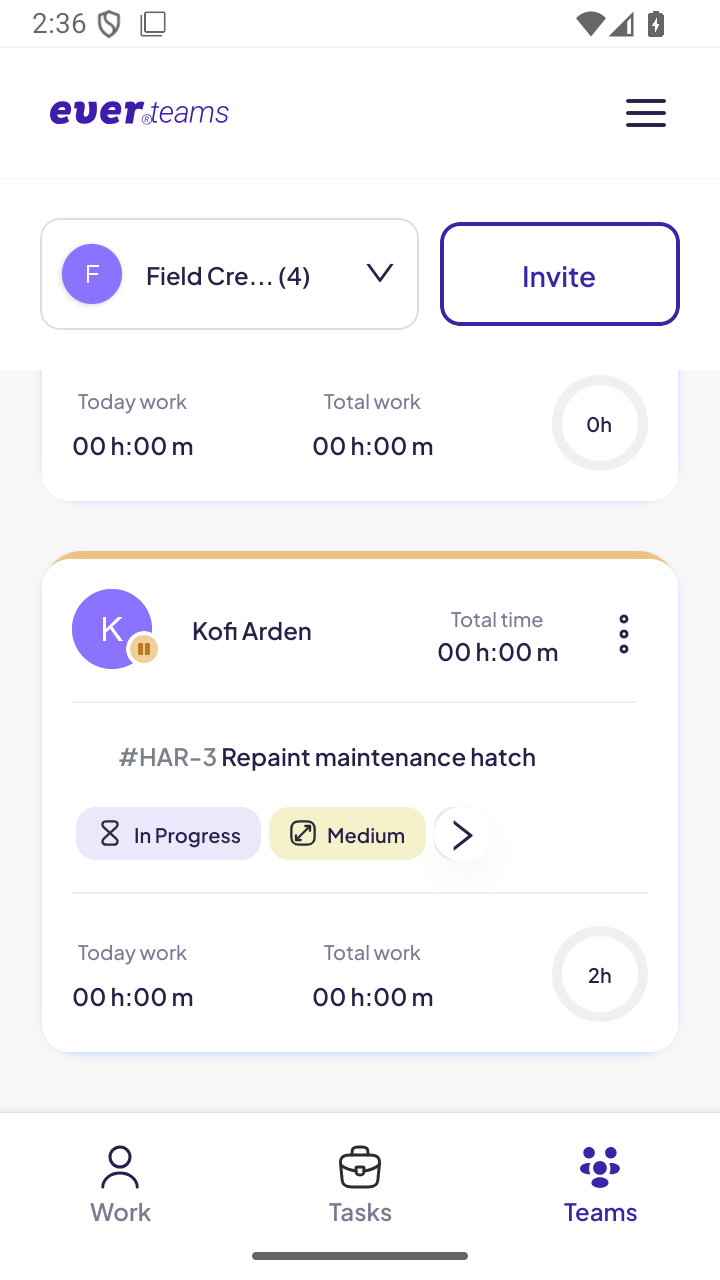 2:36
ever® teams
F
Field Cre... (4)
Invite
Today work
Total work
00 h:00 m
00 h:00 m
0h
K
Kofi Arden
Total time
00 h:00 m
#HAR-3 Repaint maintenance hatch
In Progress
Medium
Today work
Total work
00 h:00 m
00 h:00 m
2h
Work
Tasks
Teams